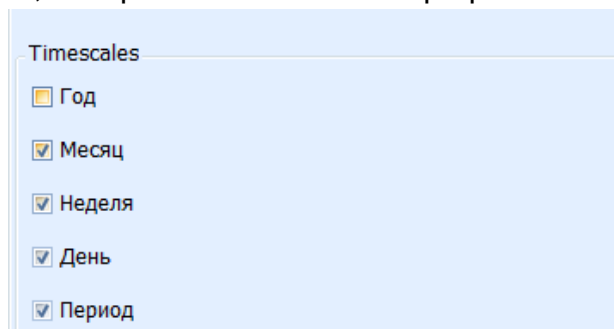 Timescales
Год
Месяц
Неделя
День
Период